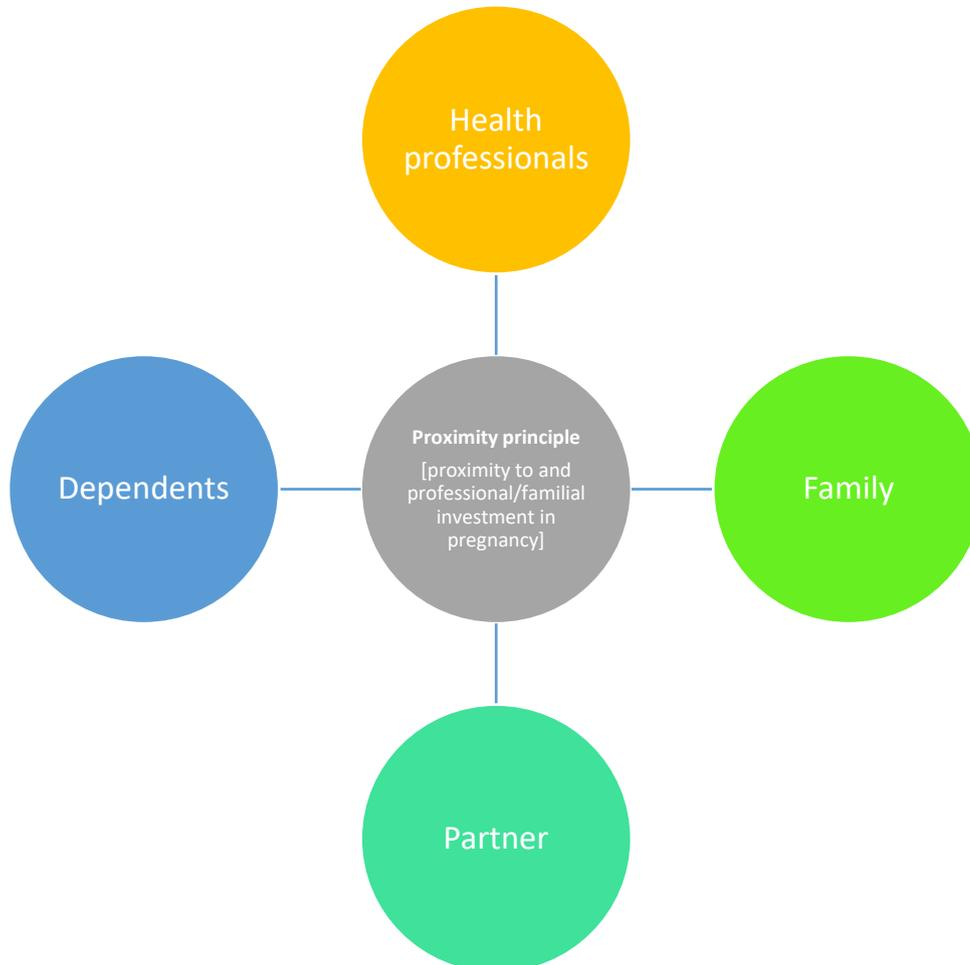 Health
professionals
Dependents
Proximity principle
[proximity to and
professional/familial
investment in
pregnancy]
Family
Partner